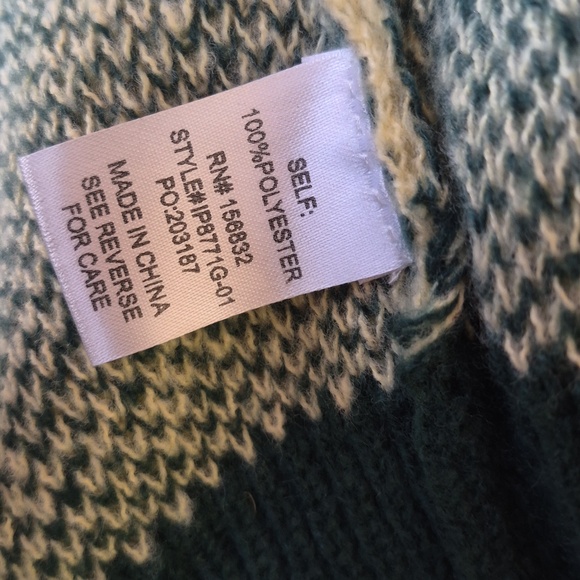 SELF:
100%POLYESTER
RN# 156832
STYLE#IP8771G-01
PO:203187
MADE IN CHINA
SEE REVERSE
FOR CARE